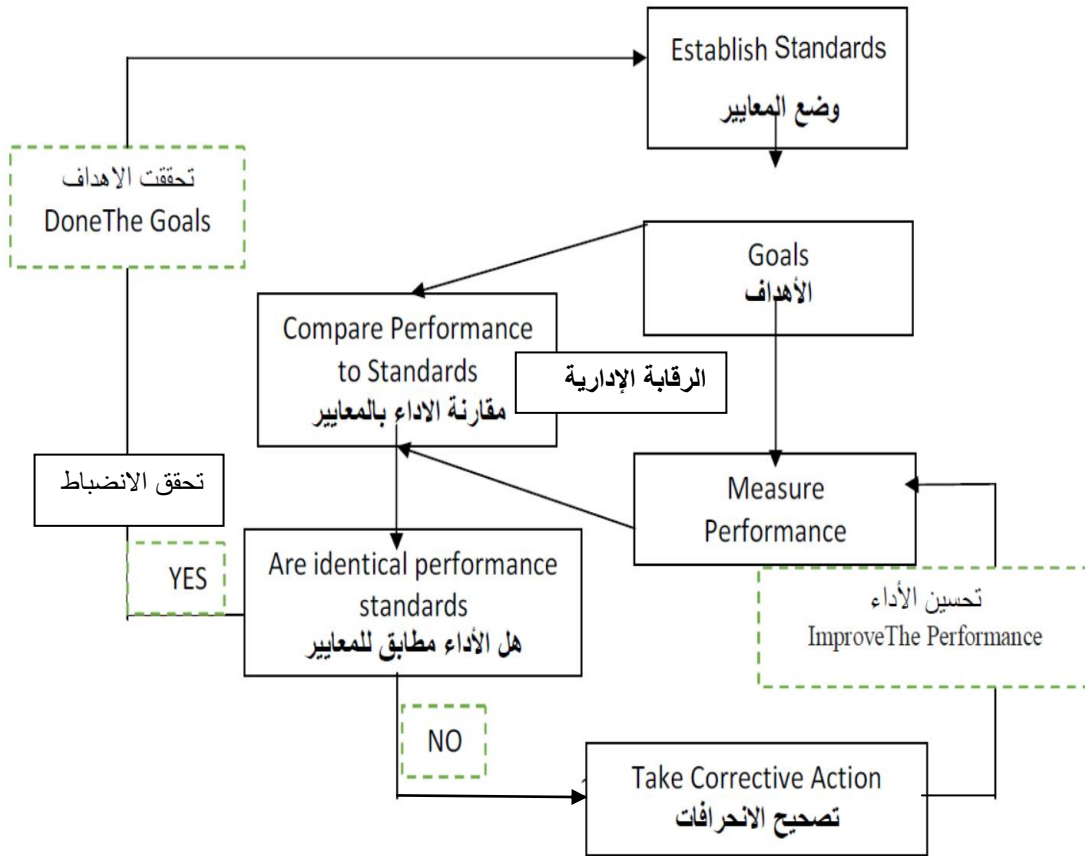 Establish Standards
وضع المعايير
تحققت الاهداف
DoneThe Goals
Goals
الأهداف
Compare Performance
to Standards
مقارنة الاداء بالمعايير
الرقابة الإدارية
تحقق الانضباط
Measure
Performance
YES
Are identical performance
standards
هل الأداء مطابق للمعايير
تحسين الأداء
ImproveThe Performance
NO
Take Corrective Action
تصحيح الانحرافات